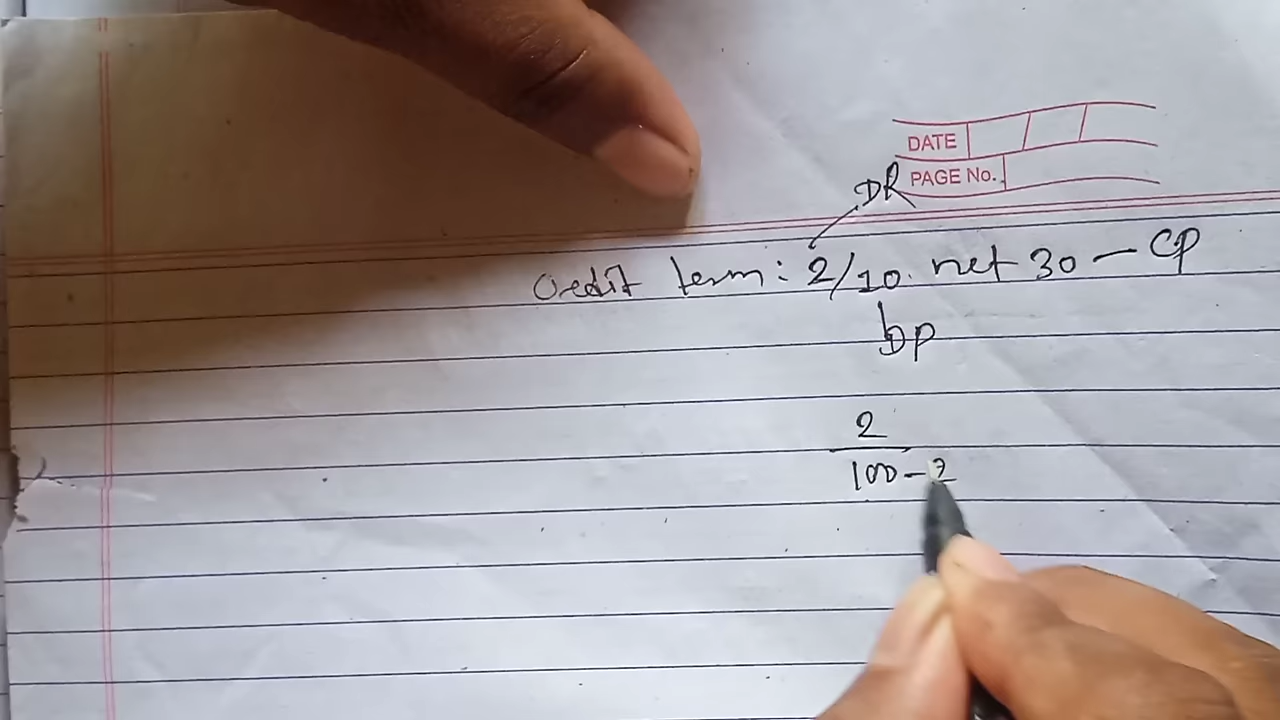 DATE
DR
PAGE No.
Credit term: 2/10. net 30 - CP
DP
2
100-2